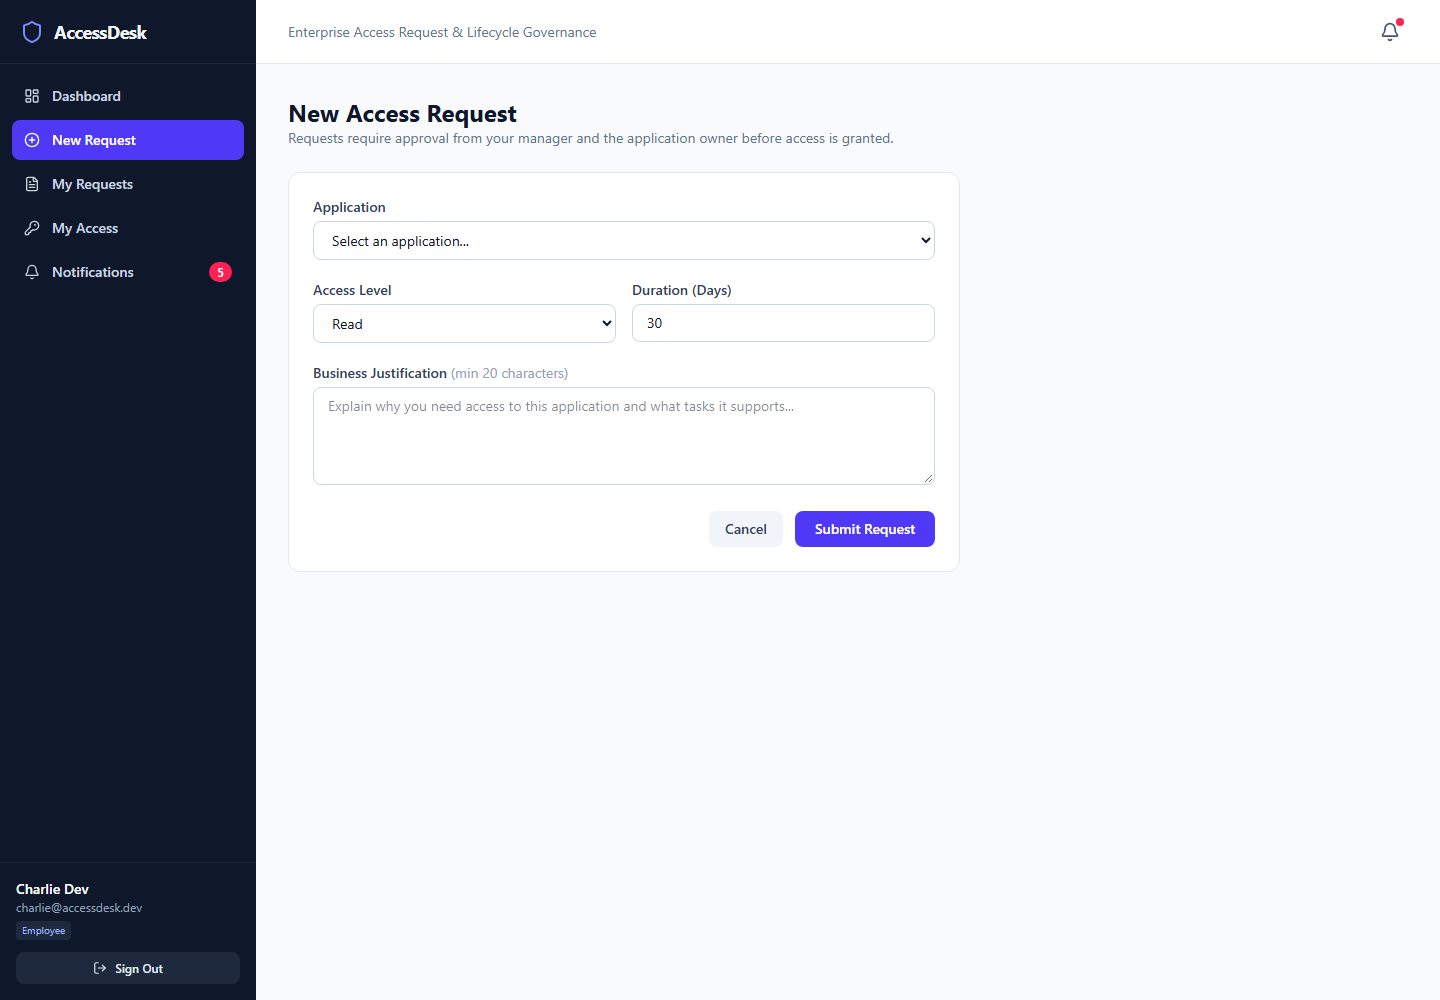 AccessDesk
Enterprise Access Request & Lifecycle Governance
Dashboard
New Request
My Requests
My Access
Notifications 5
New Access Request
Requests require approval from your manager and the application owner before access is granted.
Application
Select an application...
Access Level
Duration (Days)
Read
30
Business Justification (min 20 characters)
Explain why you need access to this application and what tasks it supports...
Cancel
Submit Request
Charlie Dev
charlie@accessdesk.dev
Employee
Sign Out